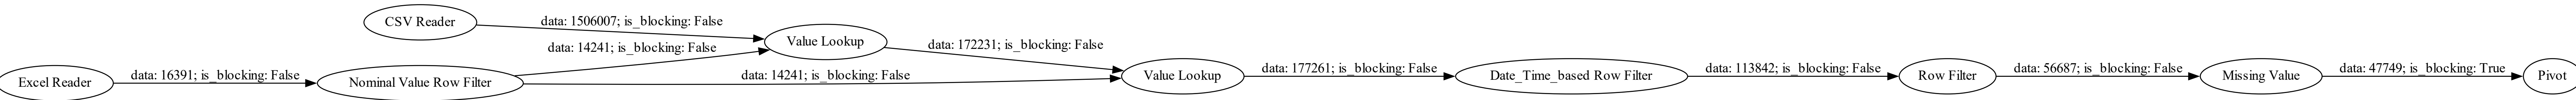 CSV Reader
data: 1506007; is_blocking: False
data: 14241; is_blocking: False
Value Lookup
data: 172231; is_blocking: False
Excel Reader
data: 16391; is_blocking: False
Nominal Value Row Filter
data: 14241; is_blocking: False
Value Lookup
data: 177261; is_blocking: False
Date_Time_based Row Filter
data: 113842; is_blocking: False
Row Filter
data: 56687; is_blocking: False
Missing Value
data: 47749; is_blocking: True
Pivot